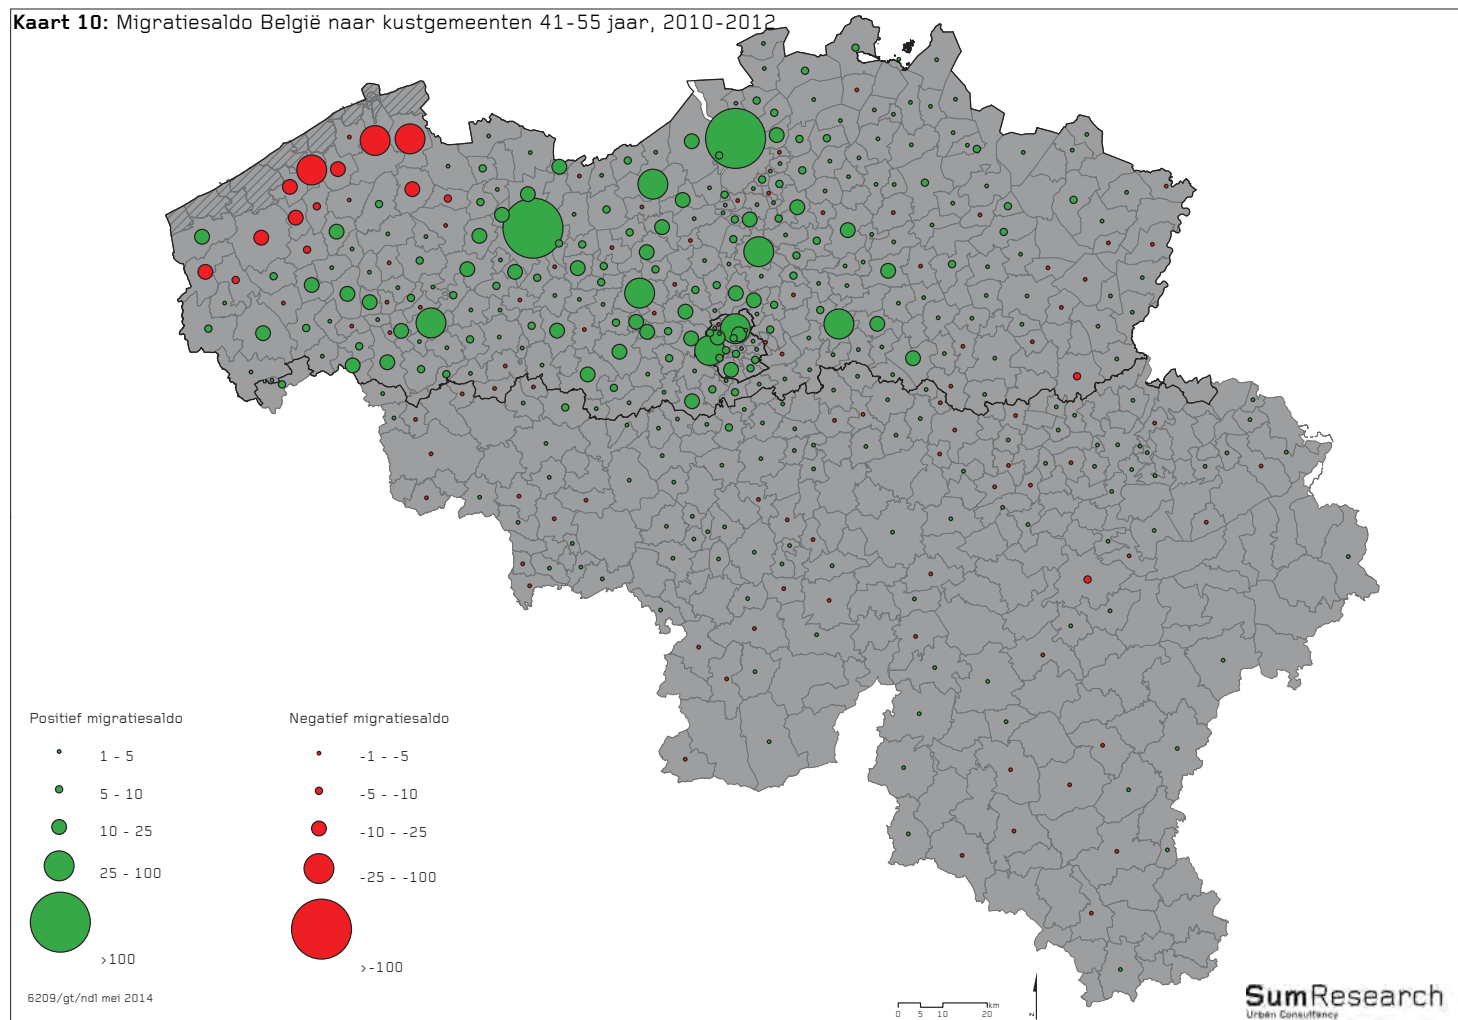 Kaart 10: Migratiesaldo België naar kustgemeenten 41-55 jaar, 2010-2012
Positief migratiesaldo
1 - 5
5 - 10
10 - 25
25 - 100
>100
Negatief migratiesaldo
-1 - -5
-5 - -10
-10 - -25
-25 - -100
>-100
6209/gt/ndl mei 2014
km
0 5 10 20
z
SumResearch
Urban Consultancy